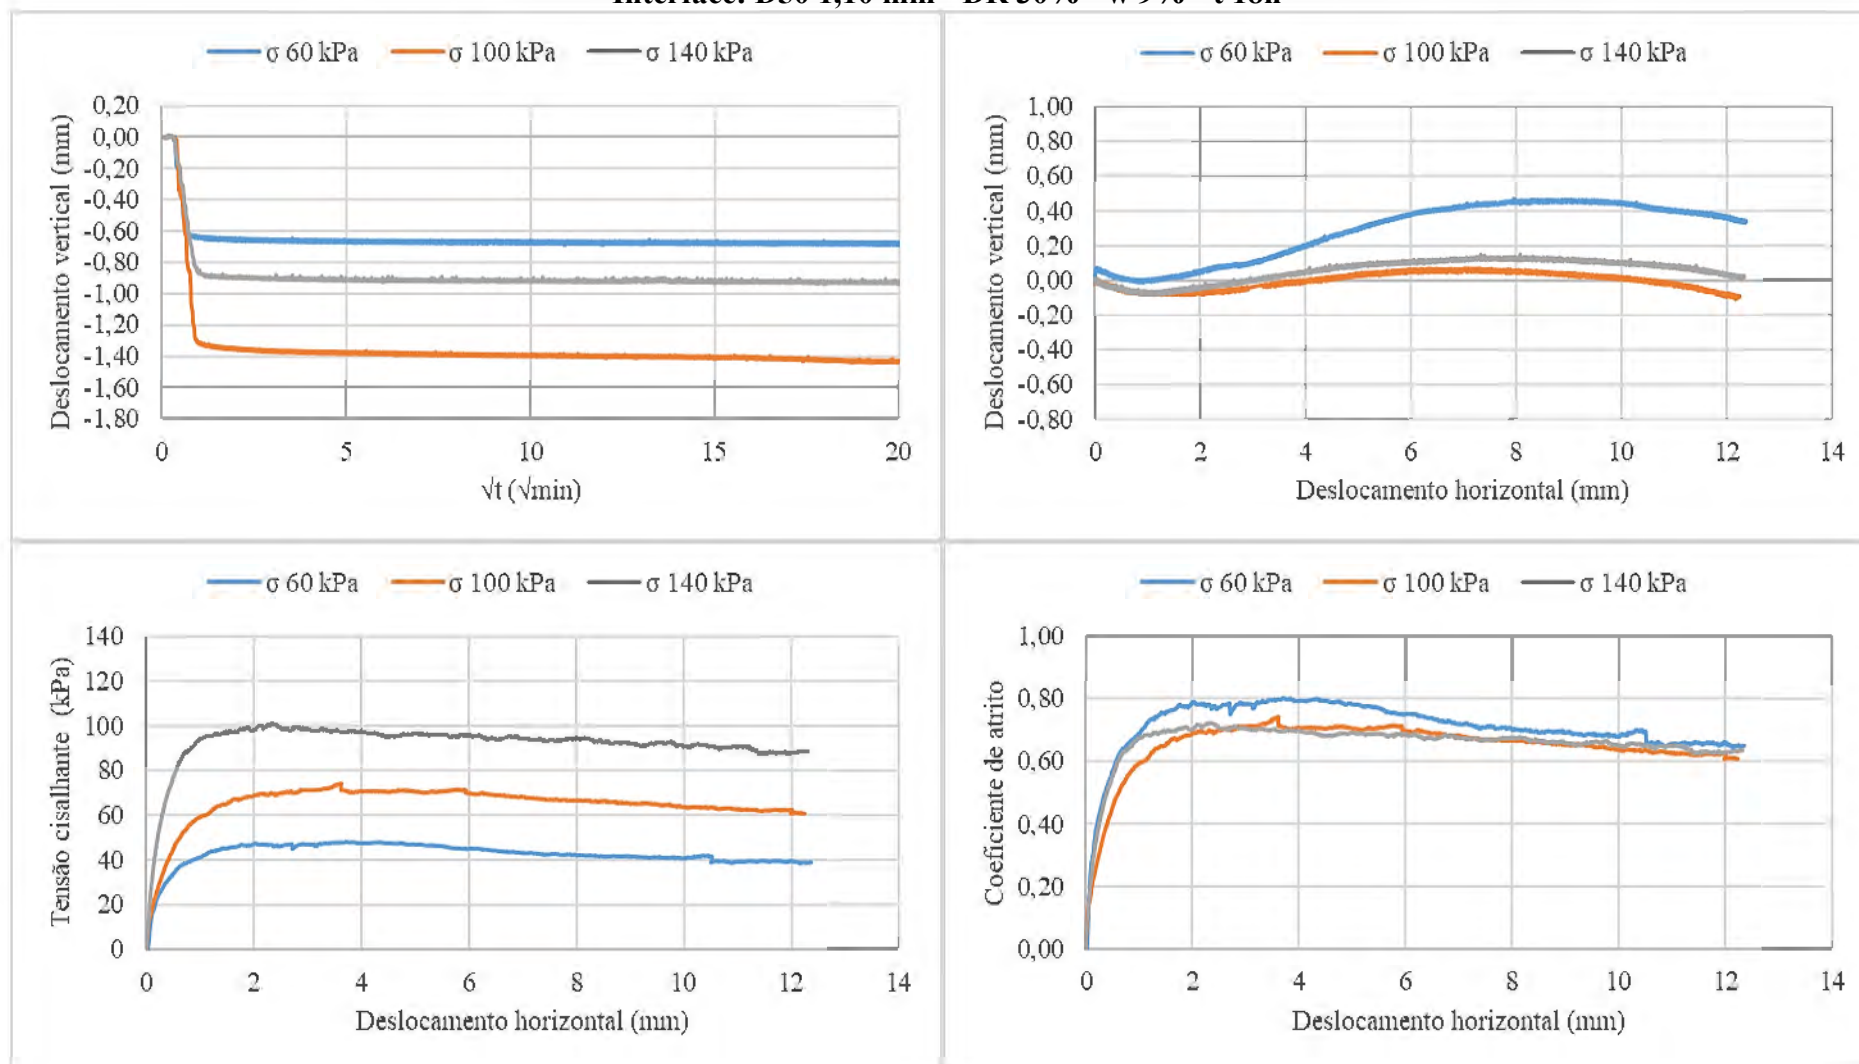 σ 60 kPa σ 100 kPa σ 140 kPa
Deslocamento vertical (mm)
0,20
0,00
-0,20
-0,40
-0,60
-0,80
-1,00
-1,20
-1,40
-1,60
-1,80
0 5 10 15 20
√t (√min)
σ 60 kPa σ 100 kPa σ 140 kPa
Deslocamento vertical (mm)
1,00
0,80
0,60
0,40
0,20
0,00
-0,20
-0,40
-0,60
-0,80
0 2 4 6 8 10 12 14
Deslocamento horizontal (mm)
σ 60 kPa σ 100 kPa σ 140 kPa
Tensão cisalhante (kPa)
140
120
100
80
60
40
20
0
0 2 4 6 8 10 12 14
Deslocamento horizontal (mm)
σ 60 kPa σ 100 kPa σ 140 kPa
Coeficiente de atrito
1,00
0,80
0,60
0,40
0,20
0,00
0 2 4 6 8 10 12 14
Deslocamento horizontal (mm)